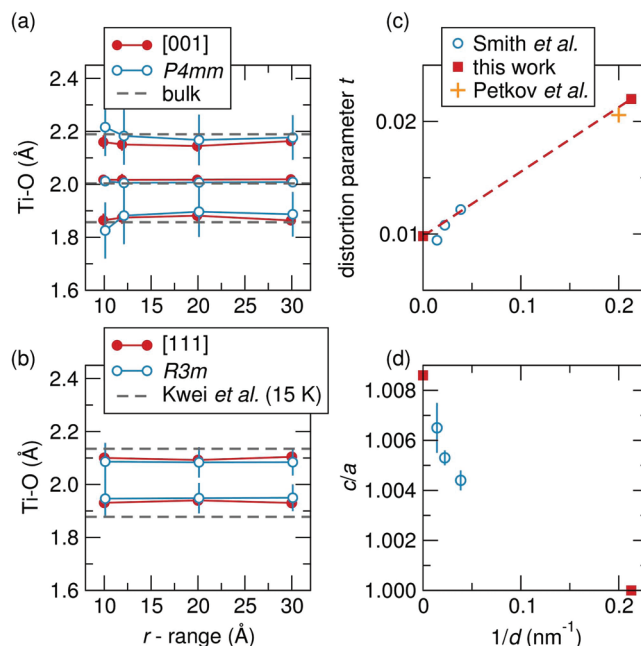 (a)
[001]
P4mm
bulk
2.4
2.2
2.0
1.8
1.6
Ti-O (Å)
10 15 20 25 30
(b)
[111]
R3m
Kwei et al. (15 K)
2.2
2.1
2.0
1.9
1.8
1.6
Ti-O (Å)
10 15 20 25 30
r - range (Å)
(c)
Smith et al.
this work
Petkov et al.
0.02
0.01
distortion parameter t
0.0 0.1 0.2
(d)
1.008
1.006
1.004
1.002
1.000
c/a
0 0.1 0.2
1/d (nm⁻¹)